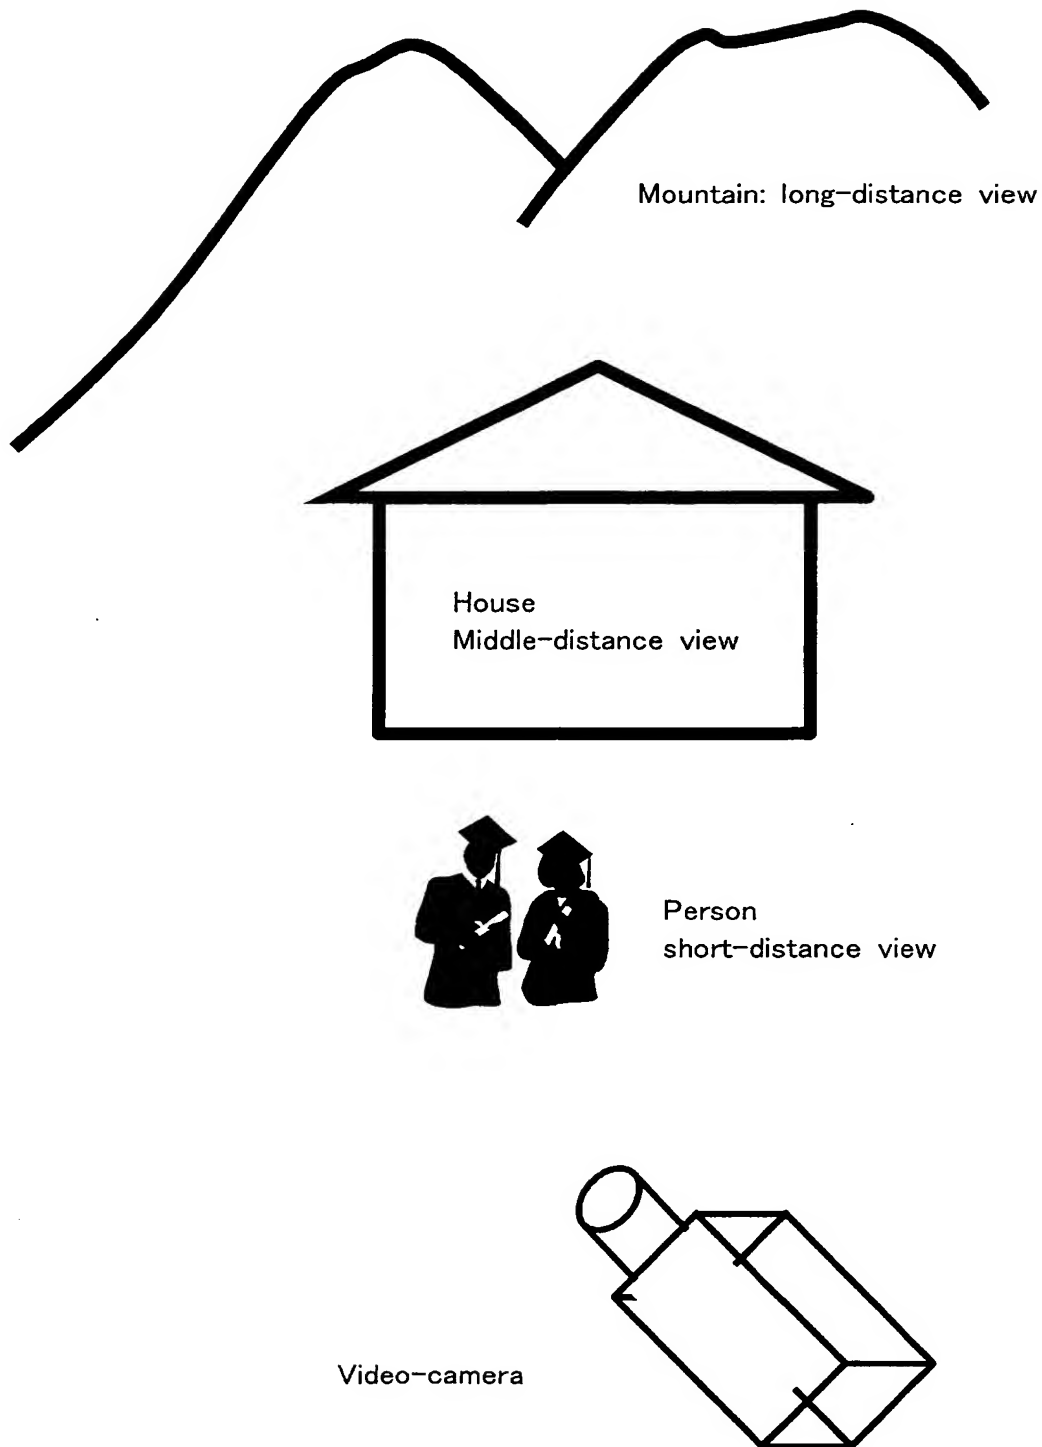 Mountain: long-distance view
House
Middle-distance view
Person
short-distance view
Video-camera